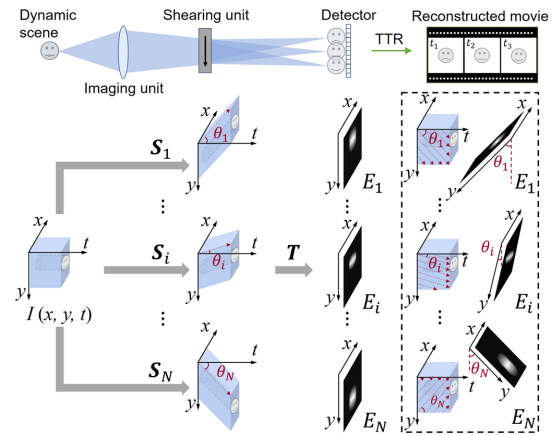 Dynamic scene
Shearing unit
Detector
Reconstructed movie
TTR
t1 t2 t3
Imaging unit
x
t
y
θ1
S1
E1
x
t
y
θ1
x
y
θ1
E1
x
t
y
I (x, y, t)
Si
x
t
y
θi
T
x
y
Ei
x
t
y
θi
x
y
θi
Ei
SN
x
t
y
θN
x
y
EN
x
t
y
θN
x
y
θN
EN